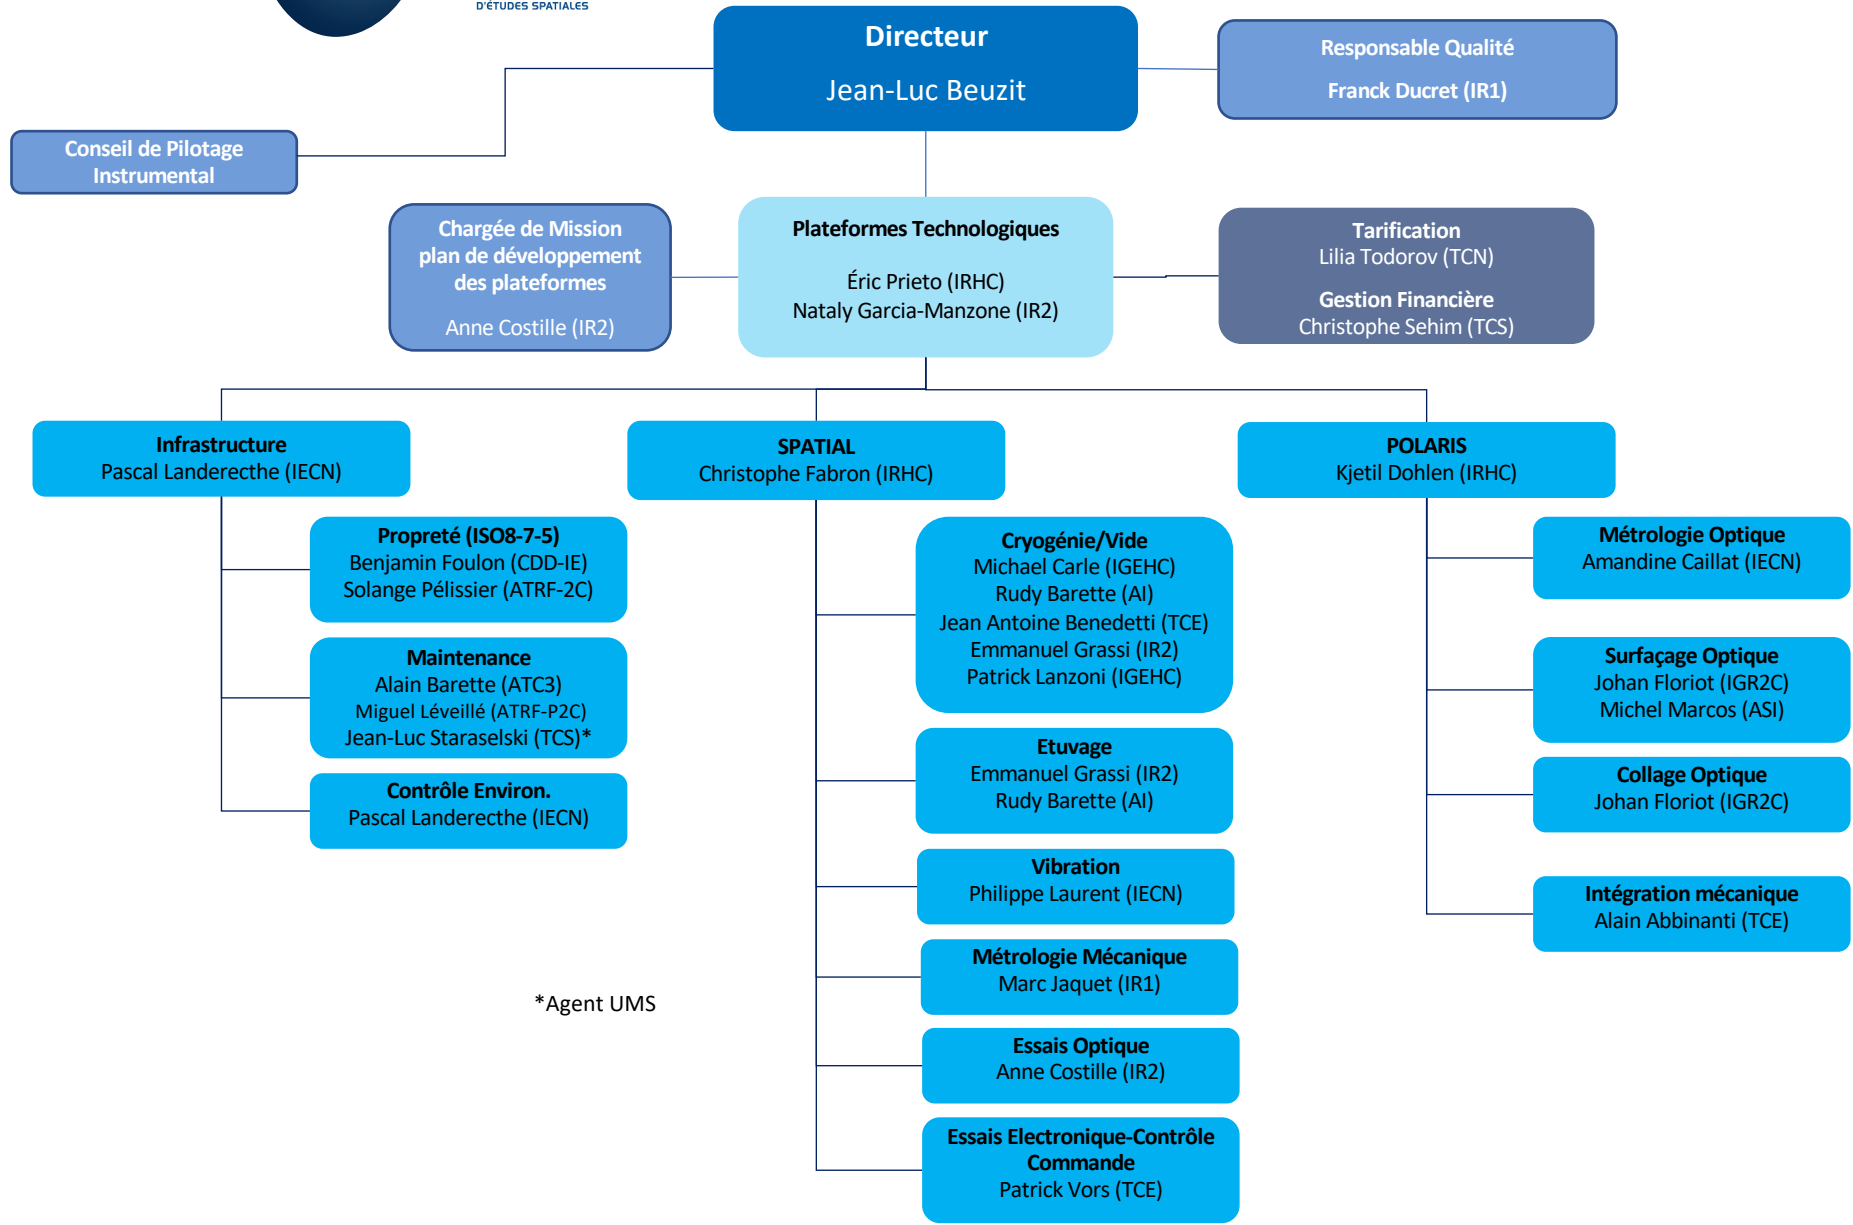 D'ÉTUDES SPATIALES
Directeur
Jean-Luc Beuzit
Responsable Qualité
Franck Ducret (IR1)
Conseil de Pilotage
Instrumental
Chargée de Mission
plan de développement
des plateformes
Anne Costille (IR2)
Plateformes Technologiques
Éric Prieto (IRHC)
Nataly Garcia-Manzone (IR2)
Tarification
Lilia Todorov (TCN)
Gestion Financière
Christophe Sehim (TCS)
Infrastructure
Pascal Landerecthe (IECN)
Propreté (ISO8-7-5)
Benjamin Foulon (CDD-IE)
Solange Pélissier (ATRF-2C)
Maintenance
Alain Barette (ATC3)
Miguel Léveillé (ATRF-P2C)
Jean-Luc Staraselski (TCS)*
Contrôle Environ.
Pascal Landerecthe (IECN)
SPATIAL
Christophe Fabron (IRHC)
Cryogénie/Vide
Michael Carle (IGEHC)
Rudy Barette (AI)
Jean Antoine Benedetti (TCE)
Emmanuel Grassi (IR2)
Patrick Lanzoni (IGEHC)
Etuvage
Emmanuel Grassi (IR2)
Rudy Barette (AI)
Vibration
Philippe Laurent (IECN)
Métrologie Mécanique
Marc Jaquet (IR1)
Essais Optique
Anne Costille (IR2)
Essais Electronique-Contrôle
Commande
Patrick Vors (TCE)
POLARIS
Kjetil Dohlen (IRHC)
Métrologie Optique
Amandine Caillat (IECN)
Surfaçage Optique
Johan Floriot (IGR2C)
Michel Marcos (ASI)
Collage Optique
Johan Floriot (IGR2C)
Intégration mécanique
Alain Abbinanti (TCE)
*Agent UMS